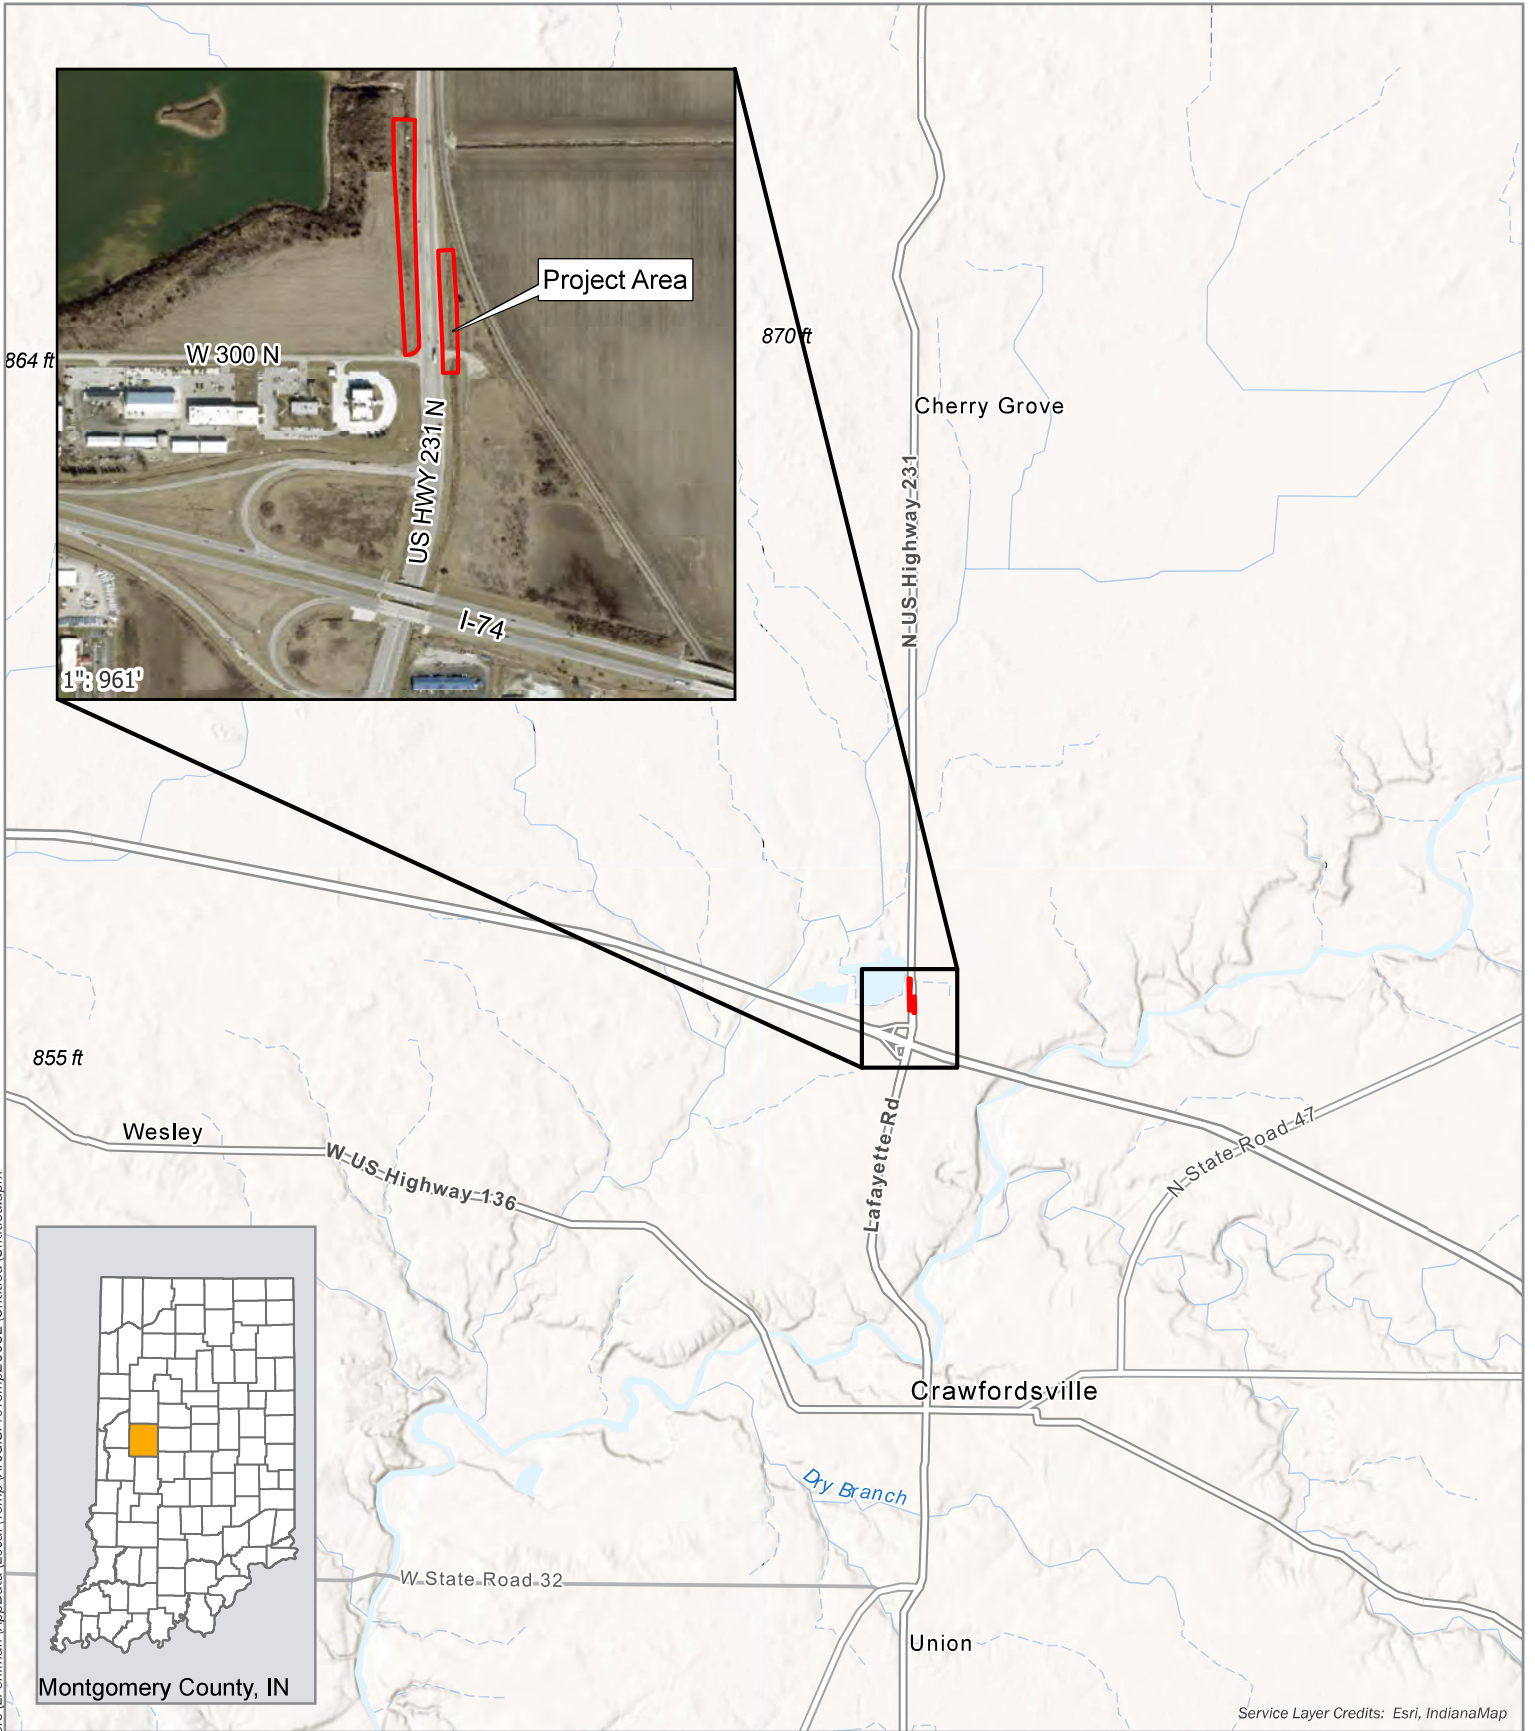 Project Area
W 300 N
US HWY 231 N
I-74
1": 961'
864 ft
870 ft
Cherry Grove
N US Highway 231
855 ft
Wesley
W US Highway 136
Lafayette Rd
N State Road 47
Crawfordsville
Dry Branch
W State Road 32
Union
Montgomery County, IN
Service Layer Credits: Esri, IndianaMap